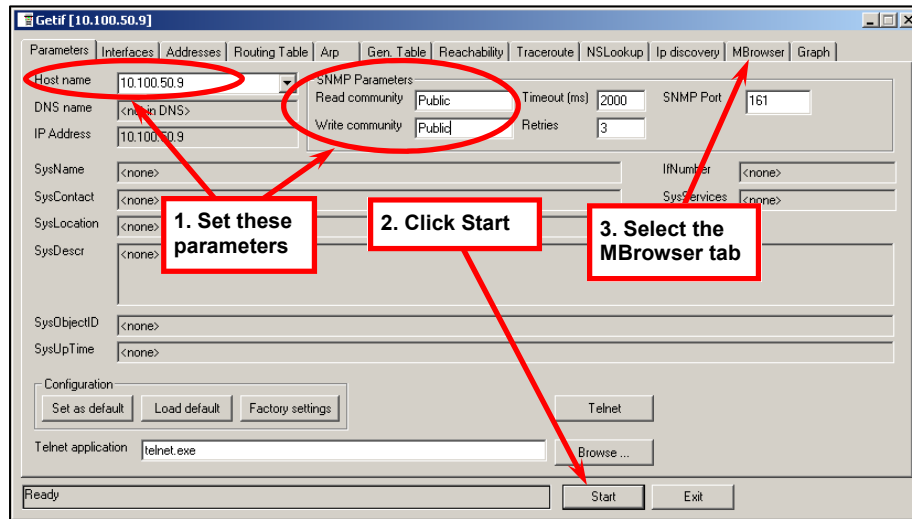 Getif [10.100.50.9]
Parameters Interfaces Addresses Routing Table Arp Gen. Table Reachability Traceroute NSLookup Ip discovery MBrowser Graph
Host name 10.100.50.9
DNS name <not in DNS>
IP Address 10.100.50.9
SNMP Parameters
Read community Public Timeout (ms) 2000 SNMP Port 161
Write community Public Retries 3
SysName <none> IfNumber <none>
SysContact <none> SysServices <none>
SysLocation <none>
SysDescr <none>
1. Set these
parameters
2. Click Start
3. Select the
MBrowser tab
SysObjectID <none>
SysUpTime <none>
Configuration
Set as default Load default Factory settings Telnet
Telnet application telnet.exe Browse ...
Ready Start Exit